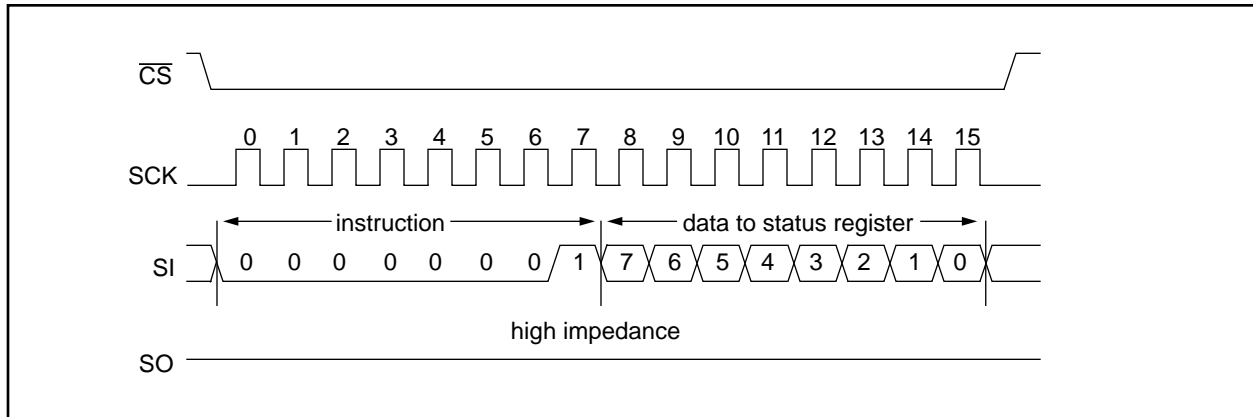 CS
0 1 2 3 4 5 6 7 8 9 10 11 12 13 14 15
SCK
instruction data to status register
SI 0 0 0 0 0 0 0 1 7 6 5 4 3 2 1 0
high impedance
SO